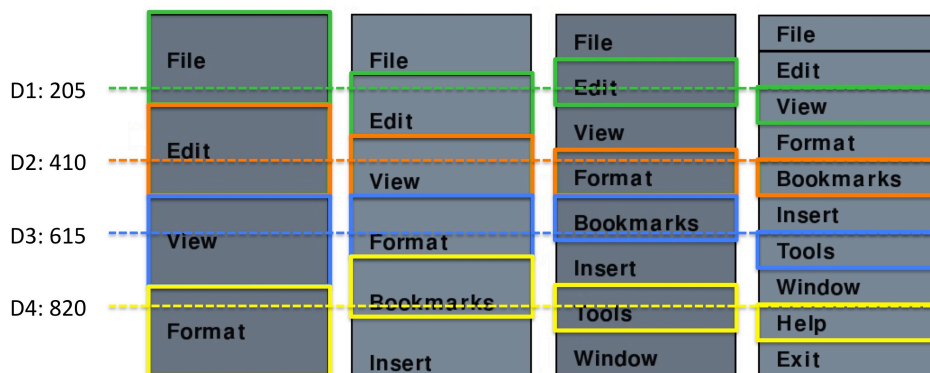 File
Edit
View
Format
File
Edit
View
Format
Bookmarks
Insert
File
Edit
View
Format
Bookmarks
Insert
Tools
Window
File
Edit
View
Format
Bookmarks
Insert
Tools
Window
Help
Exit
D1: 205
D2: 410
D3: 615
D4: 820